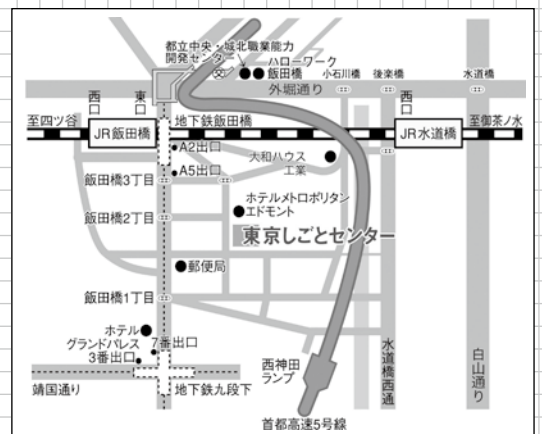 都立中央・城北職業能力
開発センター
ハローワーク
飯田橋
小石川橋
後楽橋
水道橋
外堀通り
西口
東口
西口
至四ツ谷
JR飯田橋
地下鉄飯田橋
JR水道橋
至御茶ノ水
A2出口
大和ハウス
工業
A5出口
飯田橋3丁目
ホテルメトロポリタン
エドモント
飯田橋2丁目
東京しごとセンター
郵便局
飯田橋1丁目
ホテル
グランドパレス
7番出口
3番出口
西神田
ランプ
水道橋西通
白山通り
靖国通り
地下鉄九段下
首都高速5号線